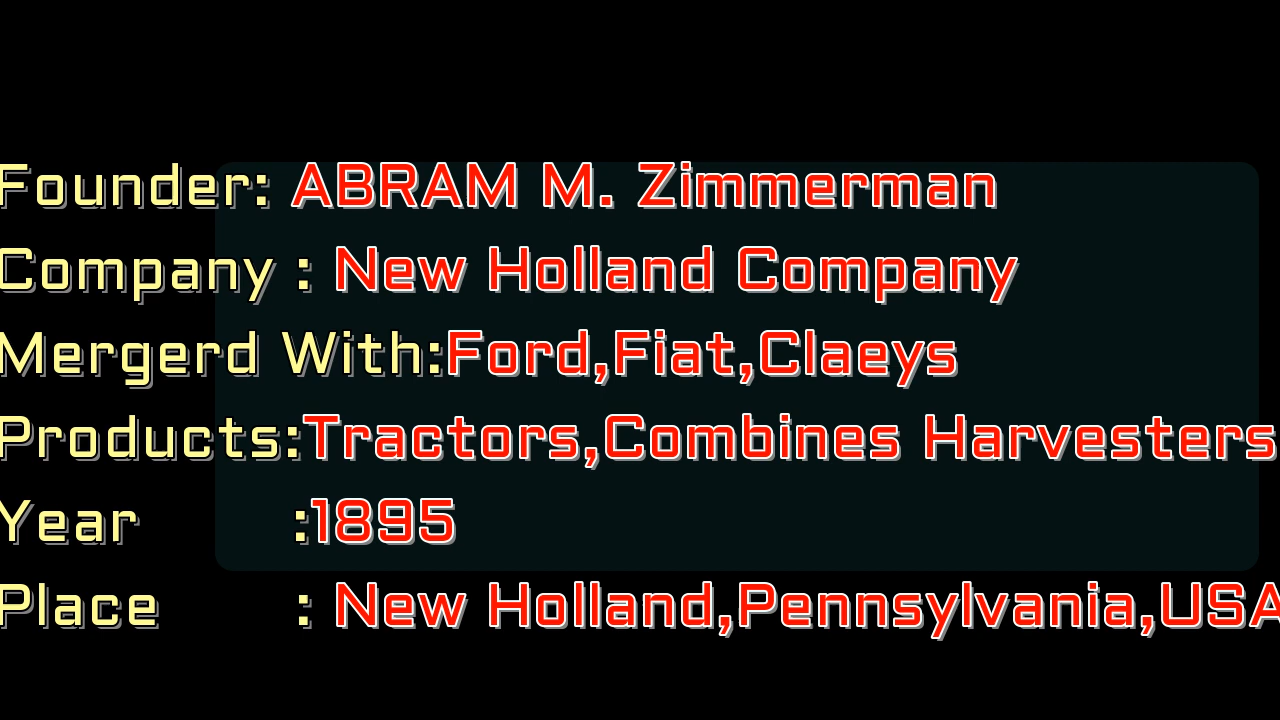 Founder: ABRAM M. Zimmerman
Company : New Holland Company
Mergerd With:Ford,Fiat,Claeys
Products:Tractors,Combines Harvesters
Year :1895
Place : New Holland,Pennsylvania,USA